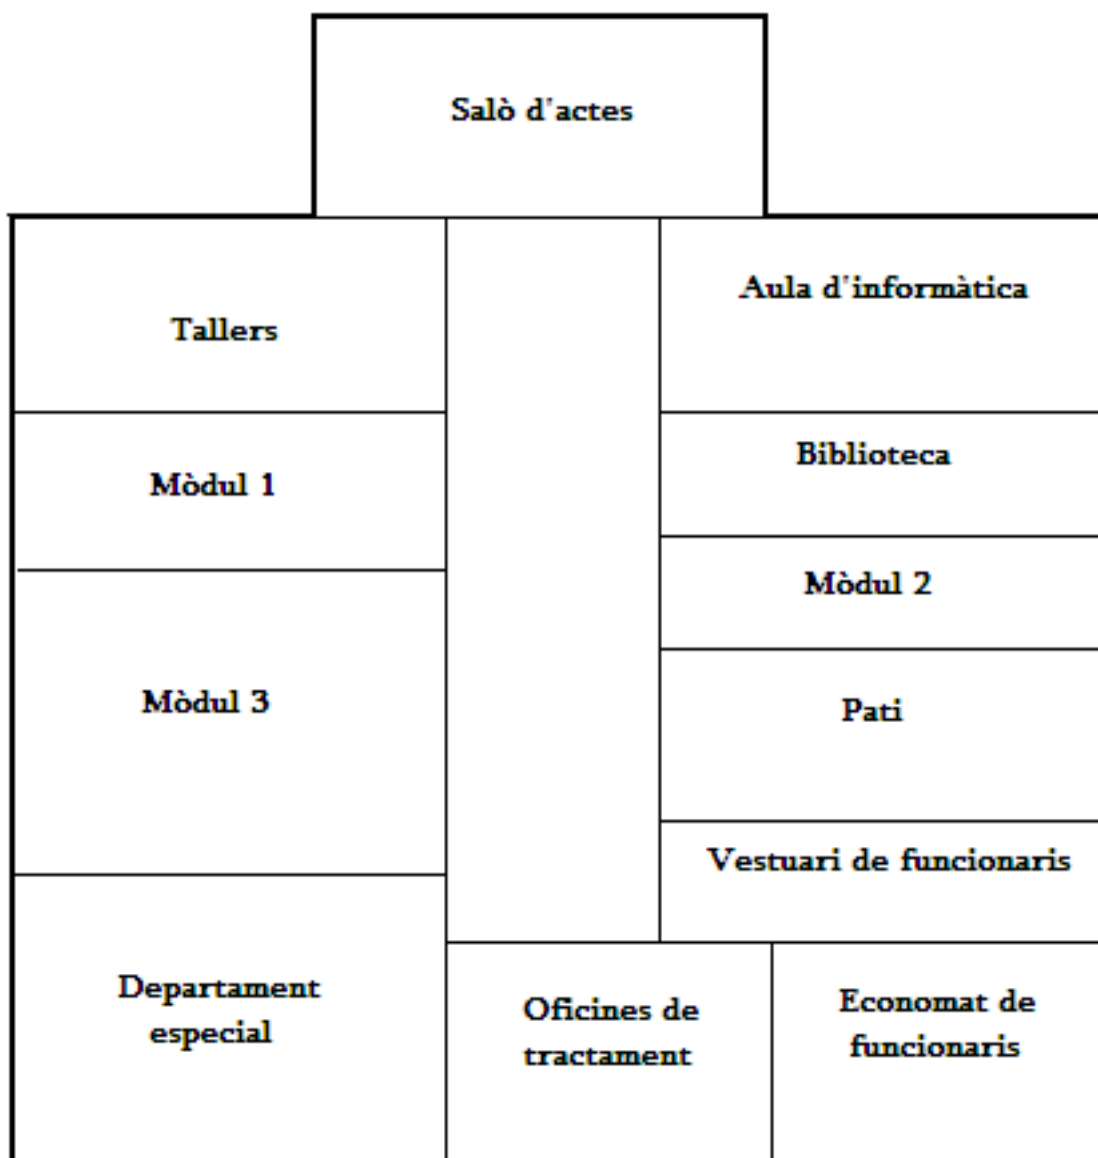 Salò d'actes
Tallers
Aula d'informàtica
Mòdul 1
Biblioteca
Mòdul 2
Mòdul 3
Pati
Vestuari de funcionaris
Departament
especial
Oficines de
tractament
Economat de
funcionaris